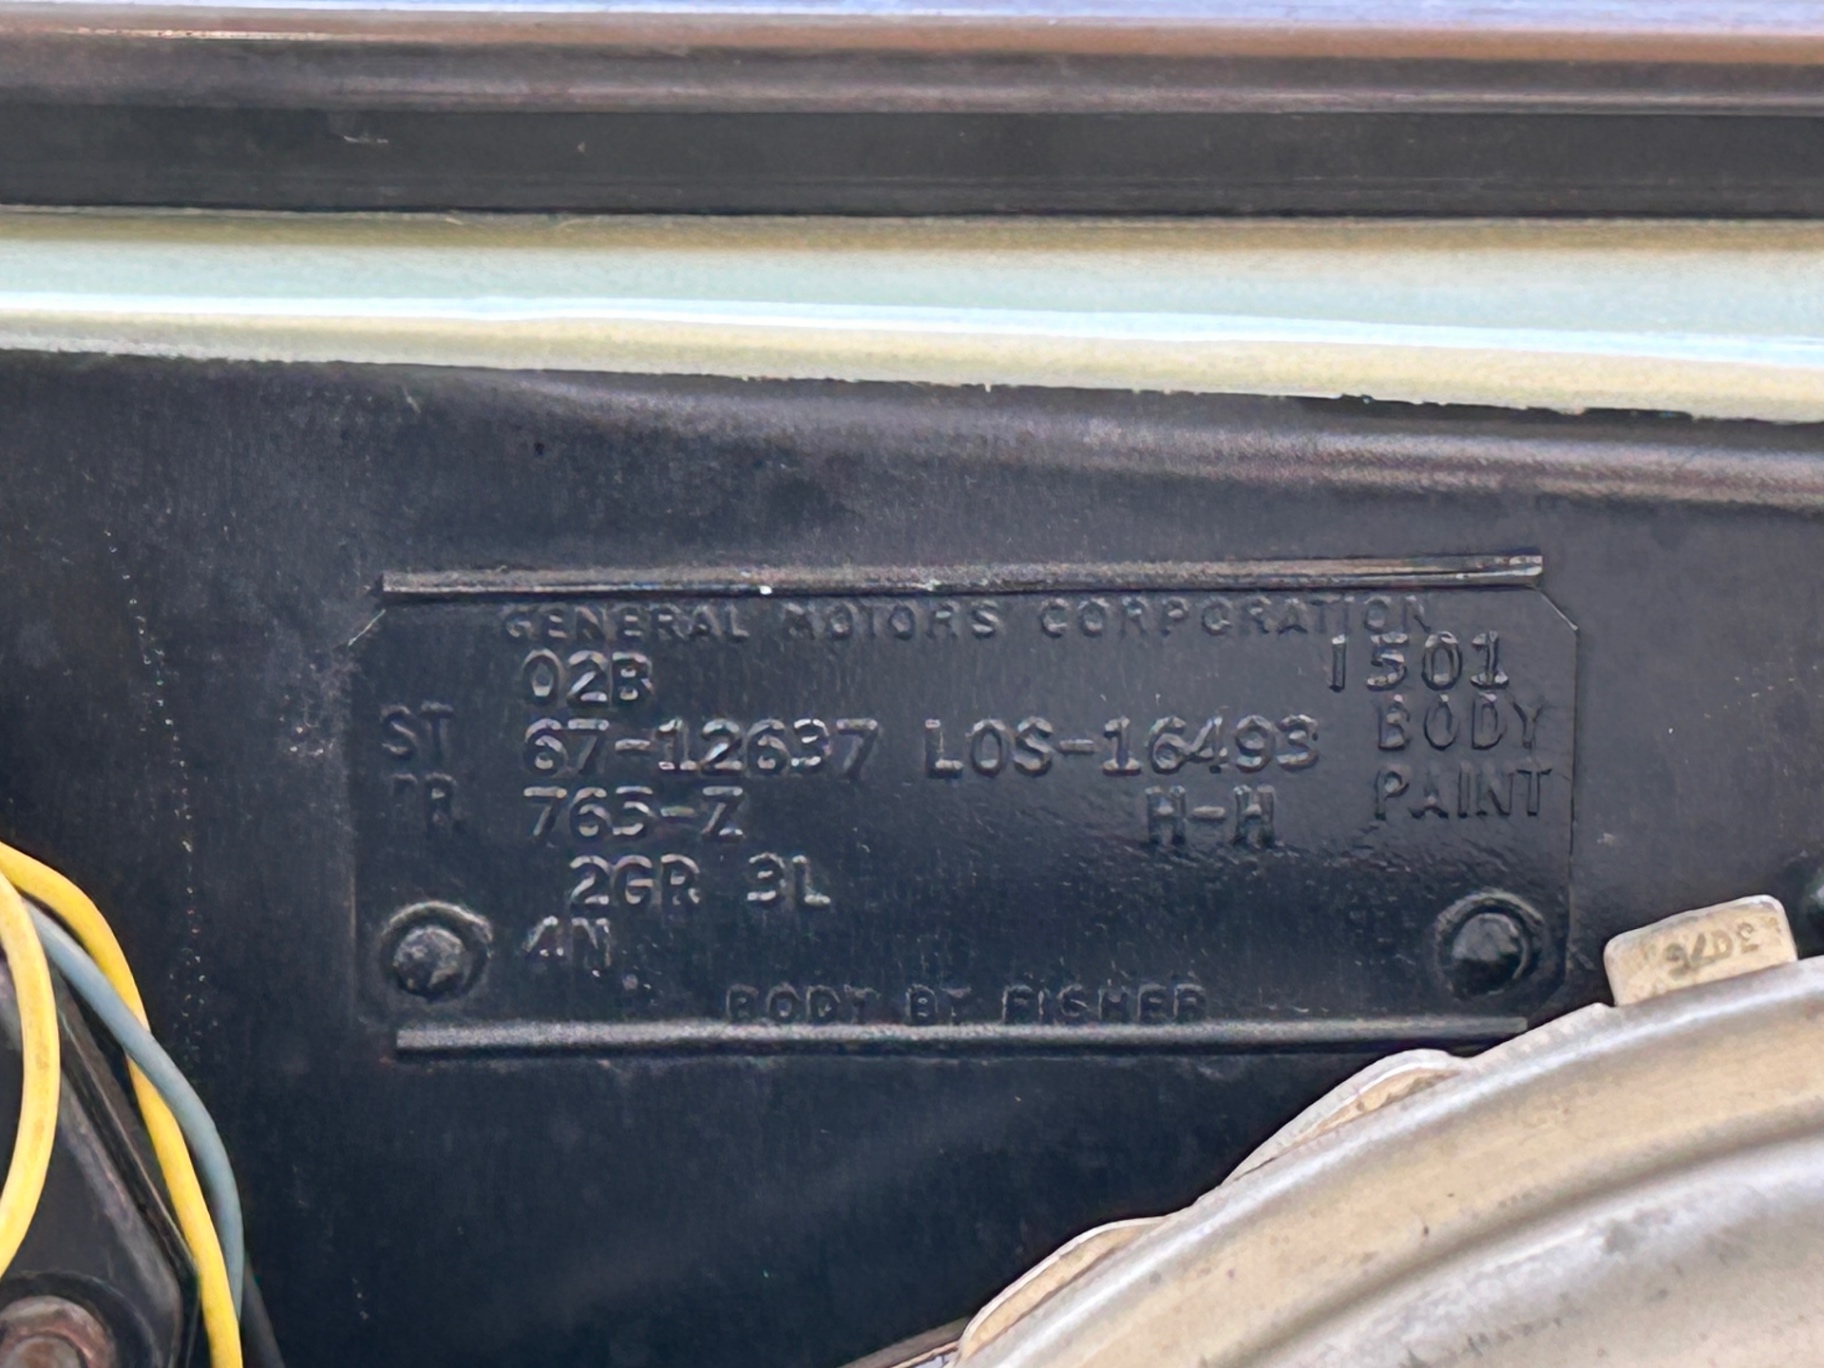 GENERAL MOTORS CORPORATION
02B 1501
ST 67-12637 LOS-16493 BODY
TR. 765-Z H-H PAINT
2GR 3L
4N
BODY BY FISHER